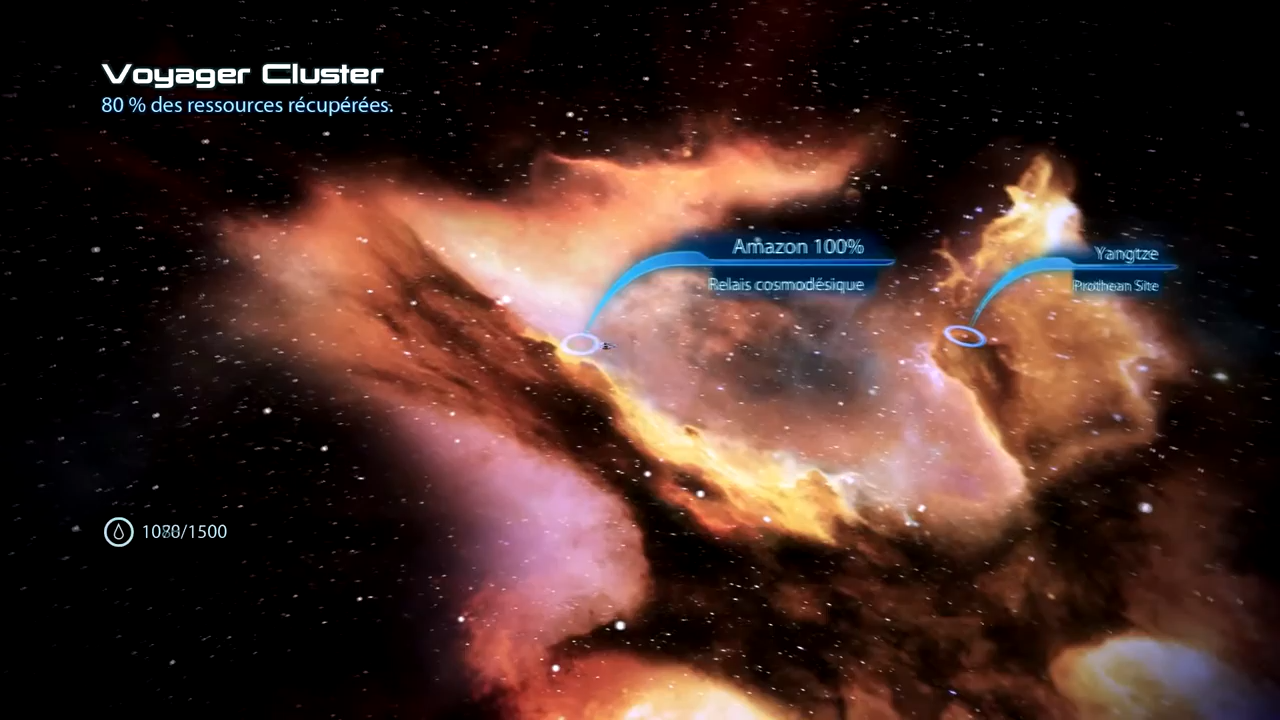 Voyager Cluster
80 % des ressources récupérées.
Amazon 100%
Relais cosmodésique
Yangtze
Prothean Site
/1500